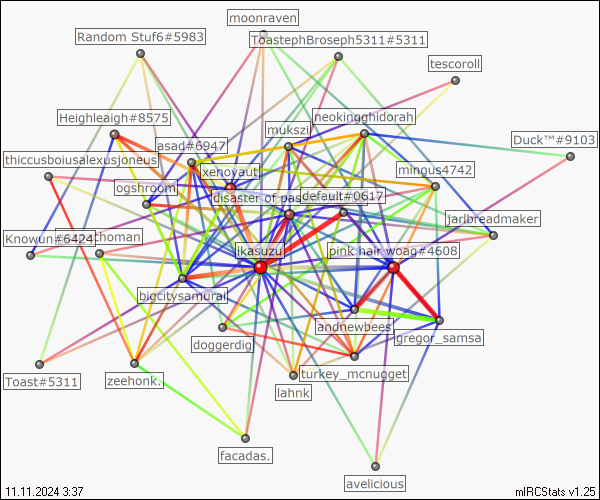 moonraven
Random Stuf6#5983
ToastephBroseph5311#5311
tescoroll
Heighleaigh#8575
neokingghidorah
mukszi
Duck™#9103
asad#6947
thiccusboiusalexusjoneus
xenoyaut
mingus4742
ogshroom
disaster of pas
default#0617
jarlbreadmaker
Knowun#6424
choman
ikasuzu
pink hair woag#4608
bigcitysamurai
andnewbees
gregor_samsa
doggerdig
turkey_mcnugget
Toast#5311
zeehonk.
lahnk
facadas.
avelicious
11.11.2024 3:37
mIRCStats v1.25